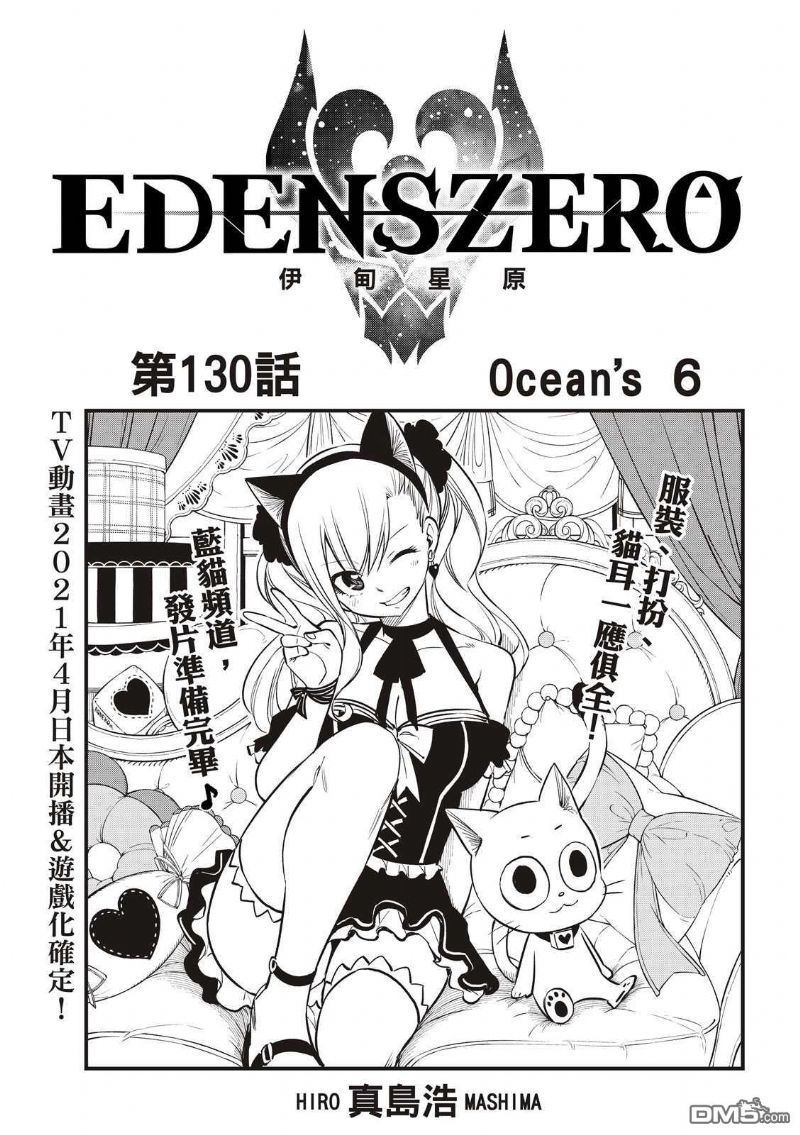 EDENSZERO
伊甸星原
第130話 Ocean's 6
TV動畫2021年4月日本開播&遊戲化確定！
服裝、打扮、
貓耳一應俱全！
藍貓頻道，
發片準備完畢♪
HIRO 真島浩 MASHIMA
DM5.com